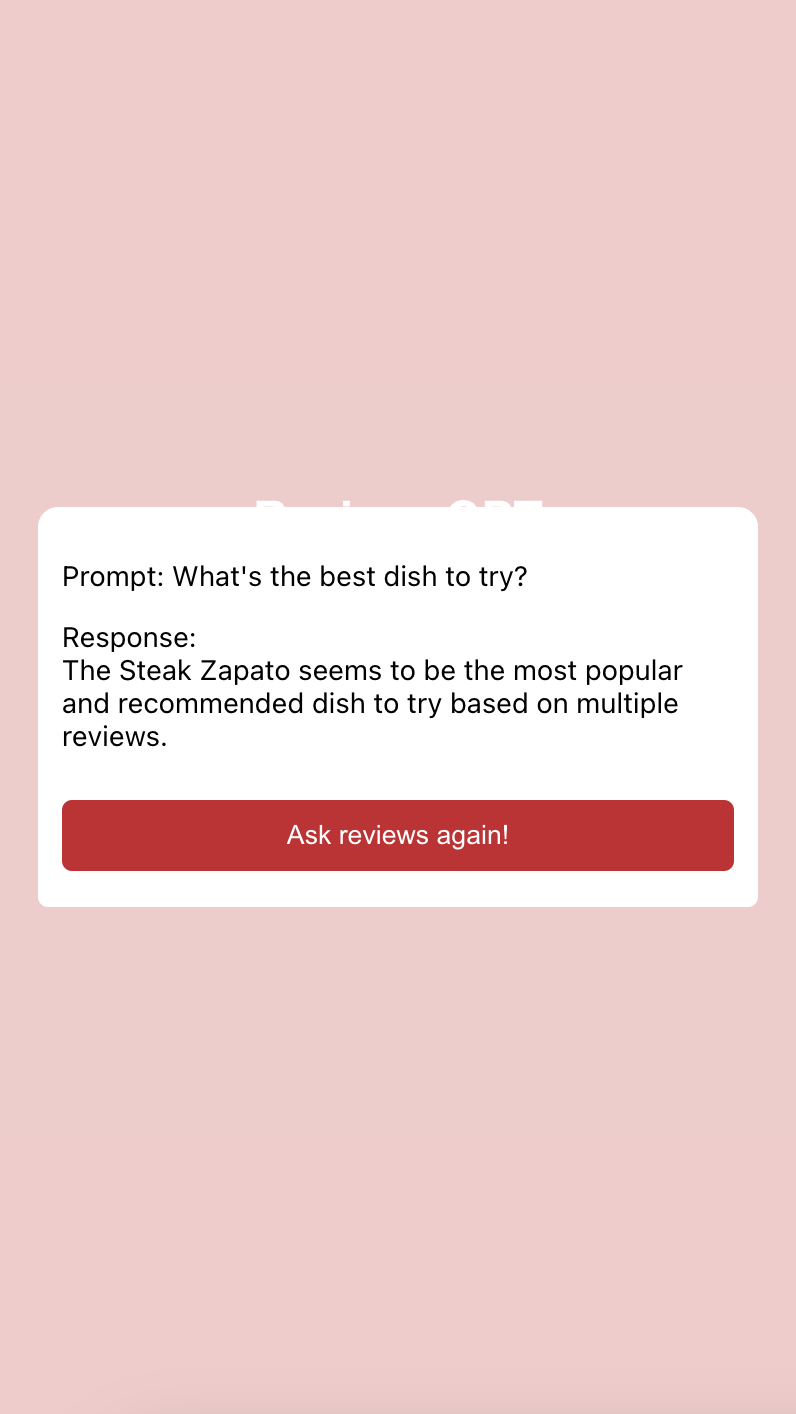 Prompt: What's the best dish to try?
Response:
The Steak Zapato seems to be the most popular
and recommended dish to try based on multiple
reviews.
Ask reviews again!